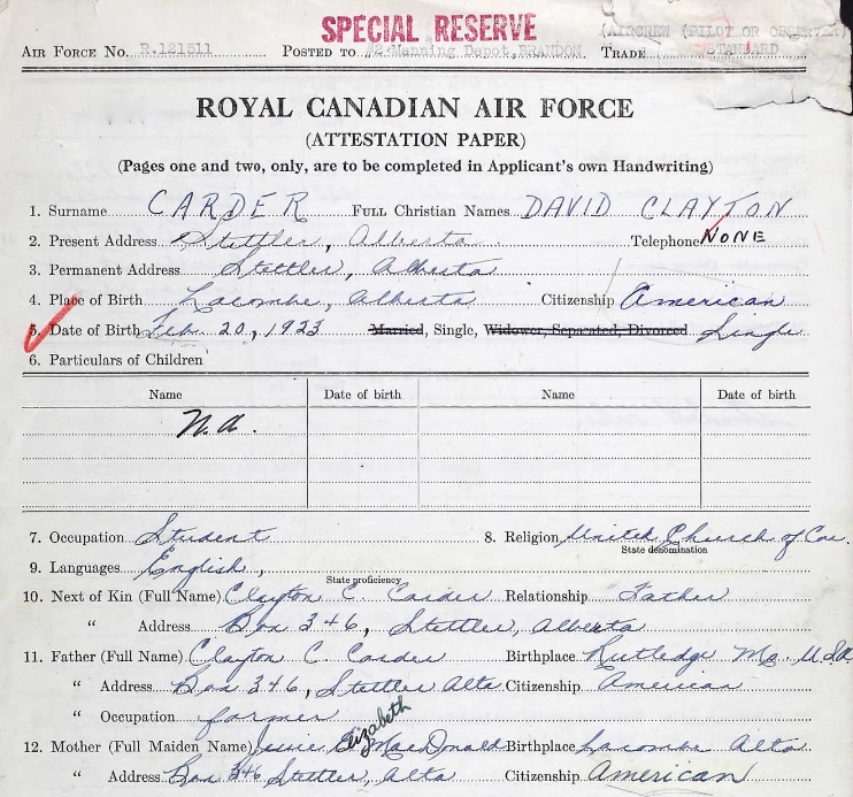 SPECIAL RESERVE
(AIRCREW (PILOT OR OBSERVER)
AIR FORCE NO. R.121511 POSTED TO #2 Manning Depot, BRANDON. TRADE STANDARD
ROYAL CANADIAN AIR FORCE
(ATTESTATION PAPER)
(Pages one and two, only, are to be completed in Applicant's own Handwriting)
1. Surname CARDER FULL Christian Names DAVID CLAYTON
2. Present Address Stettler, Alberta. Telephone NONE
3. Permanent Address Stettler, Alberta
4. Place of Birth Lacombe, Alberta Citizenship American
5. Date of Birth Feb. 20, 1923 Married, Single, Widower, Separated, Divorced Single
6. Particulars of Children
Name Date of birth Name Date of birth
N.A.
7. Occupation Student 8. Religion United Church of Can.
State denomination
9. Languages English,
State proficiency
10. Next of Kin (Full Name) Clayton C. Carder Relationship Father
" Address Box 346, Stettler, Alberta
11. Father (Full Name) Clayton C. Carder Birthplace Rutledge Mo. U.S.A.
" Address Box 346, Stettler Alta Citizenship American
" Occupation farmer
12. Mother (Full Maiden Name) Jessie Elizabeth MacDonald Birthplace Lacombe Alta.
" Address Box 346 Stettler, Alta Citizenship American